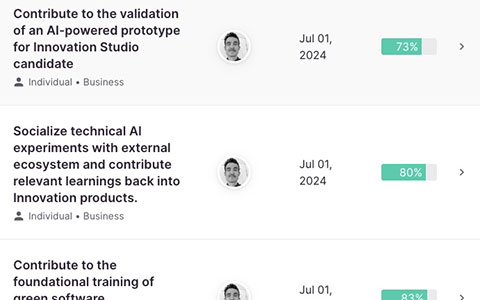 Contribute to the validation
of an AI-powered prototype
for Innovation Studio
candidate
Individual • Business
Jul 01,
2024
73%
Socialize technical AI
experiments with external
ecosystem and contribute
relevant learnings back into
Innovation products.
Individual • Business
Jul 01,
2024
80%
Contribute to the
foundational training of
green software
Jul 01,
83%